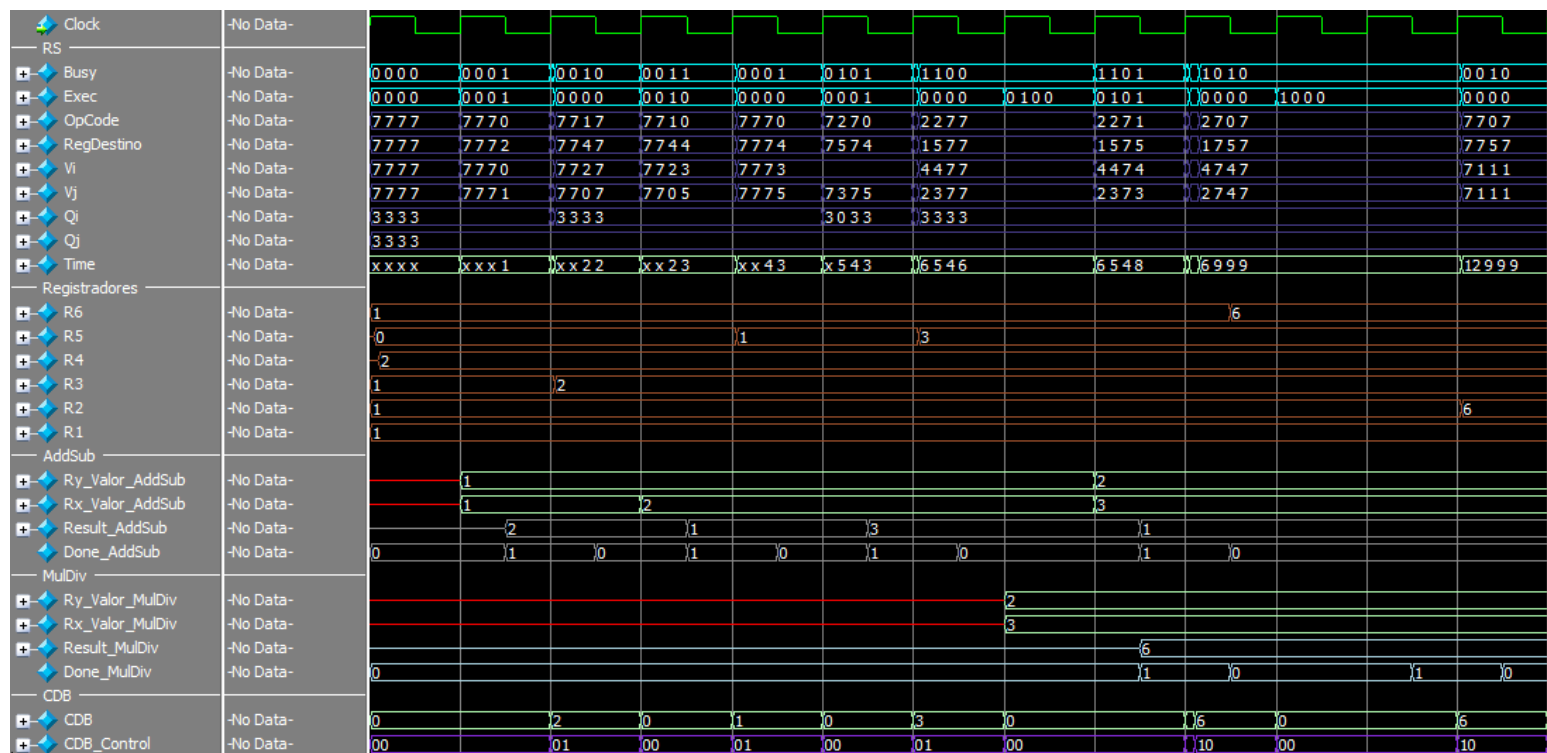 Clock -No Data-
RS
Busy -No Data- 0000 0001 0010 0011 0001 0101 1100 1101 1010 0010
Exec -No Data- 0000 0001 0000 0010 0000 0001 0000 0100 0101 0000 1000 0000
OpCode -No Data- 7777 7770 7717 7710 7770 7270 2277 2271 2707 7707
RegDestino -No Data- 7777 7772 7747 7744 7774 7574 1577 1575 1757 7757
Vi -No Data- 7777 7770 7727 7723 7773 4477 4474 4747 7111
Vj -No Data- 7777 7771 7707 7705 7775 7375 2377 2373 2747 7111
Qi -No Data- 3333 3333 3033 3333
Qj -No Data- 3333
Time -No Data- xxxx xxx1 xx22 xx23 xx43 x543 6546 6548 6999 12999
Registradores
R6 -No Data- 1 6
R5 -No Data- 0 1 3
R4 -No Data- 2
R3 -No Data- 1 2
R2 -No Data- 1 6
R1 -No Data- 1
AddSub
Ry_Valor_AddSub -No Data- 1 2
Rx_Valor_AddSub -No Data- 1 2 3
Result_AddSub -No Data- 2 1 3 1
Done_AddSub -No Data- 0 1 0 1 0 1 0 1 0
MulDiv
Ry_Valor_MulDiv -No Data- 2
Rx_Valor_MulDiv -No Data- 3
Result_MulDiv -No Data- 6
Done_MulDiv -No Data- 0 1 0 1 0
CDB
CDB -No Data- 0 2 0 1 0 3 0 6 0 6
CDB_Control -No Data- 00 01 00 01 00 01 00 10 00 10